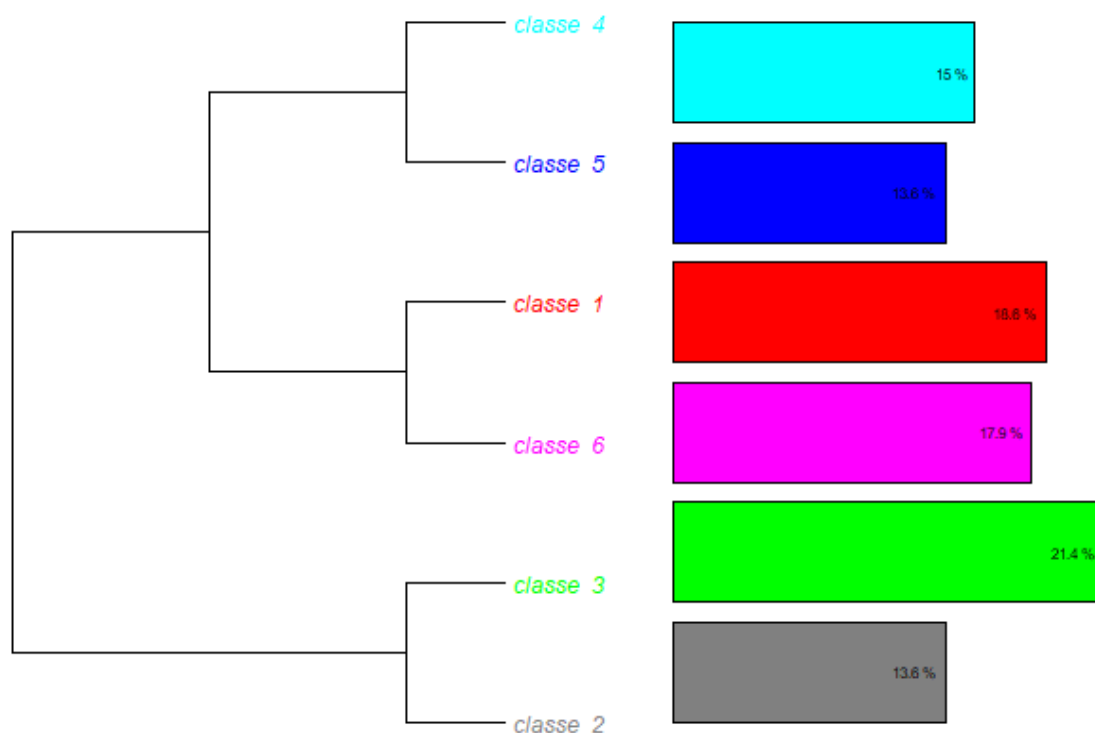 classe 4
15 %
classe 5
13.6 %
classe 1
18.6 %
classe 6
17.9 %
classe 3
21.4 %
classe 2
13.6 %